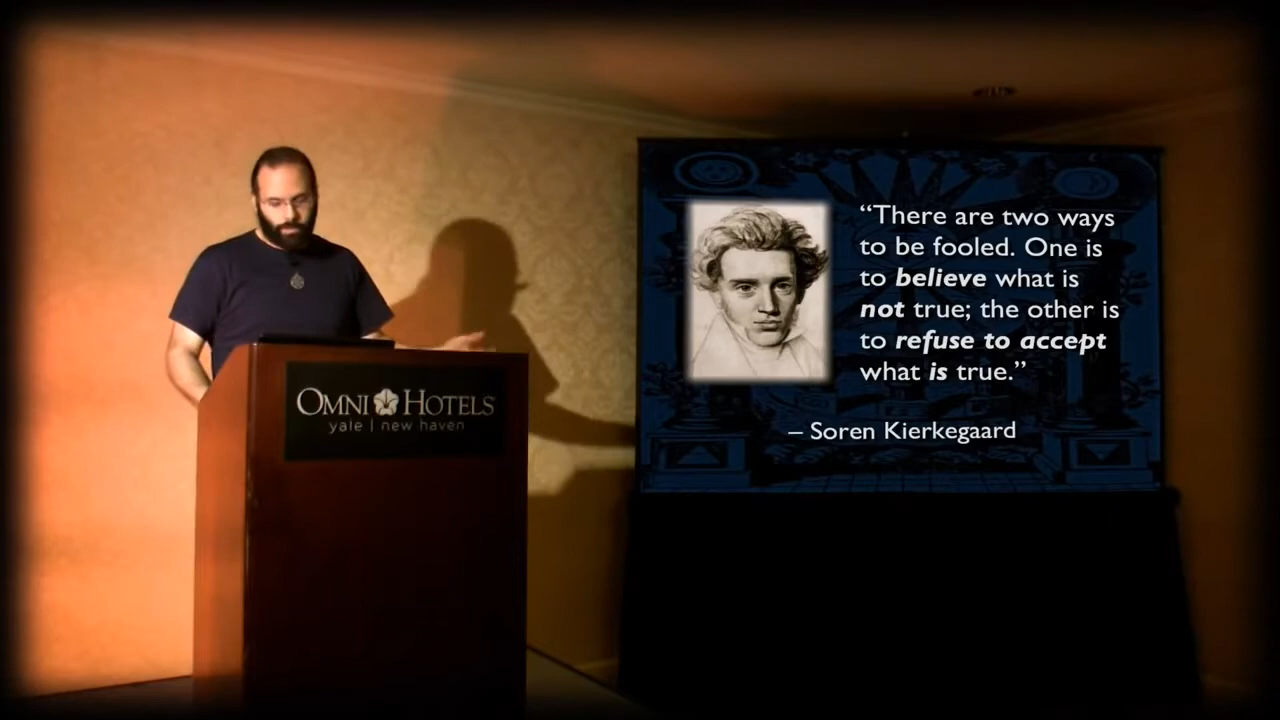 OMNI HOTELS
yale | new haven
“There are two ways
to be fooled. One is
to believe what is
not true; the other is
to refuse to accept
what is true.”
– Soren Kierkegaard